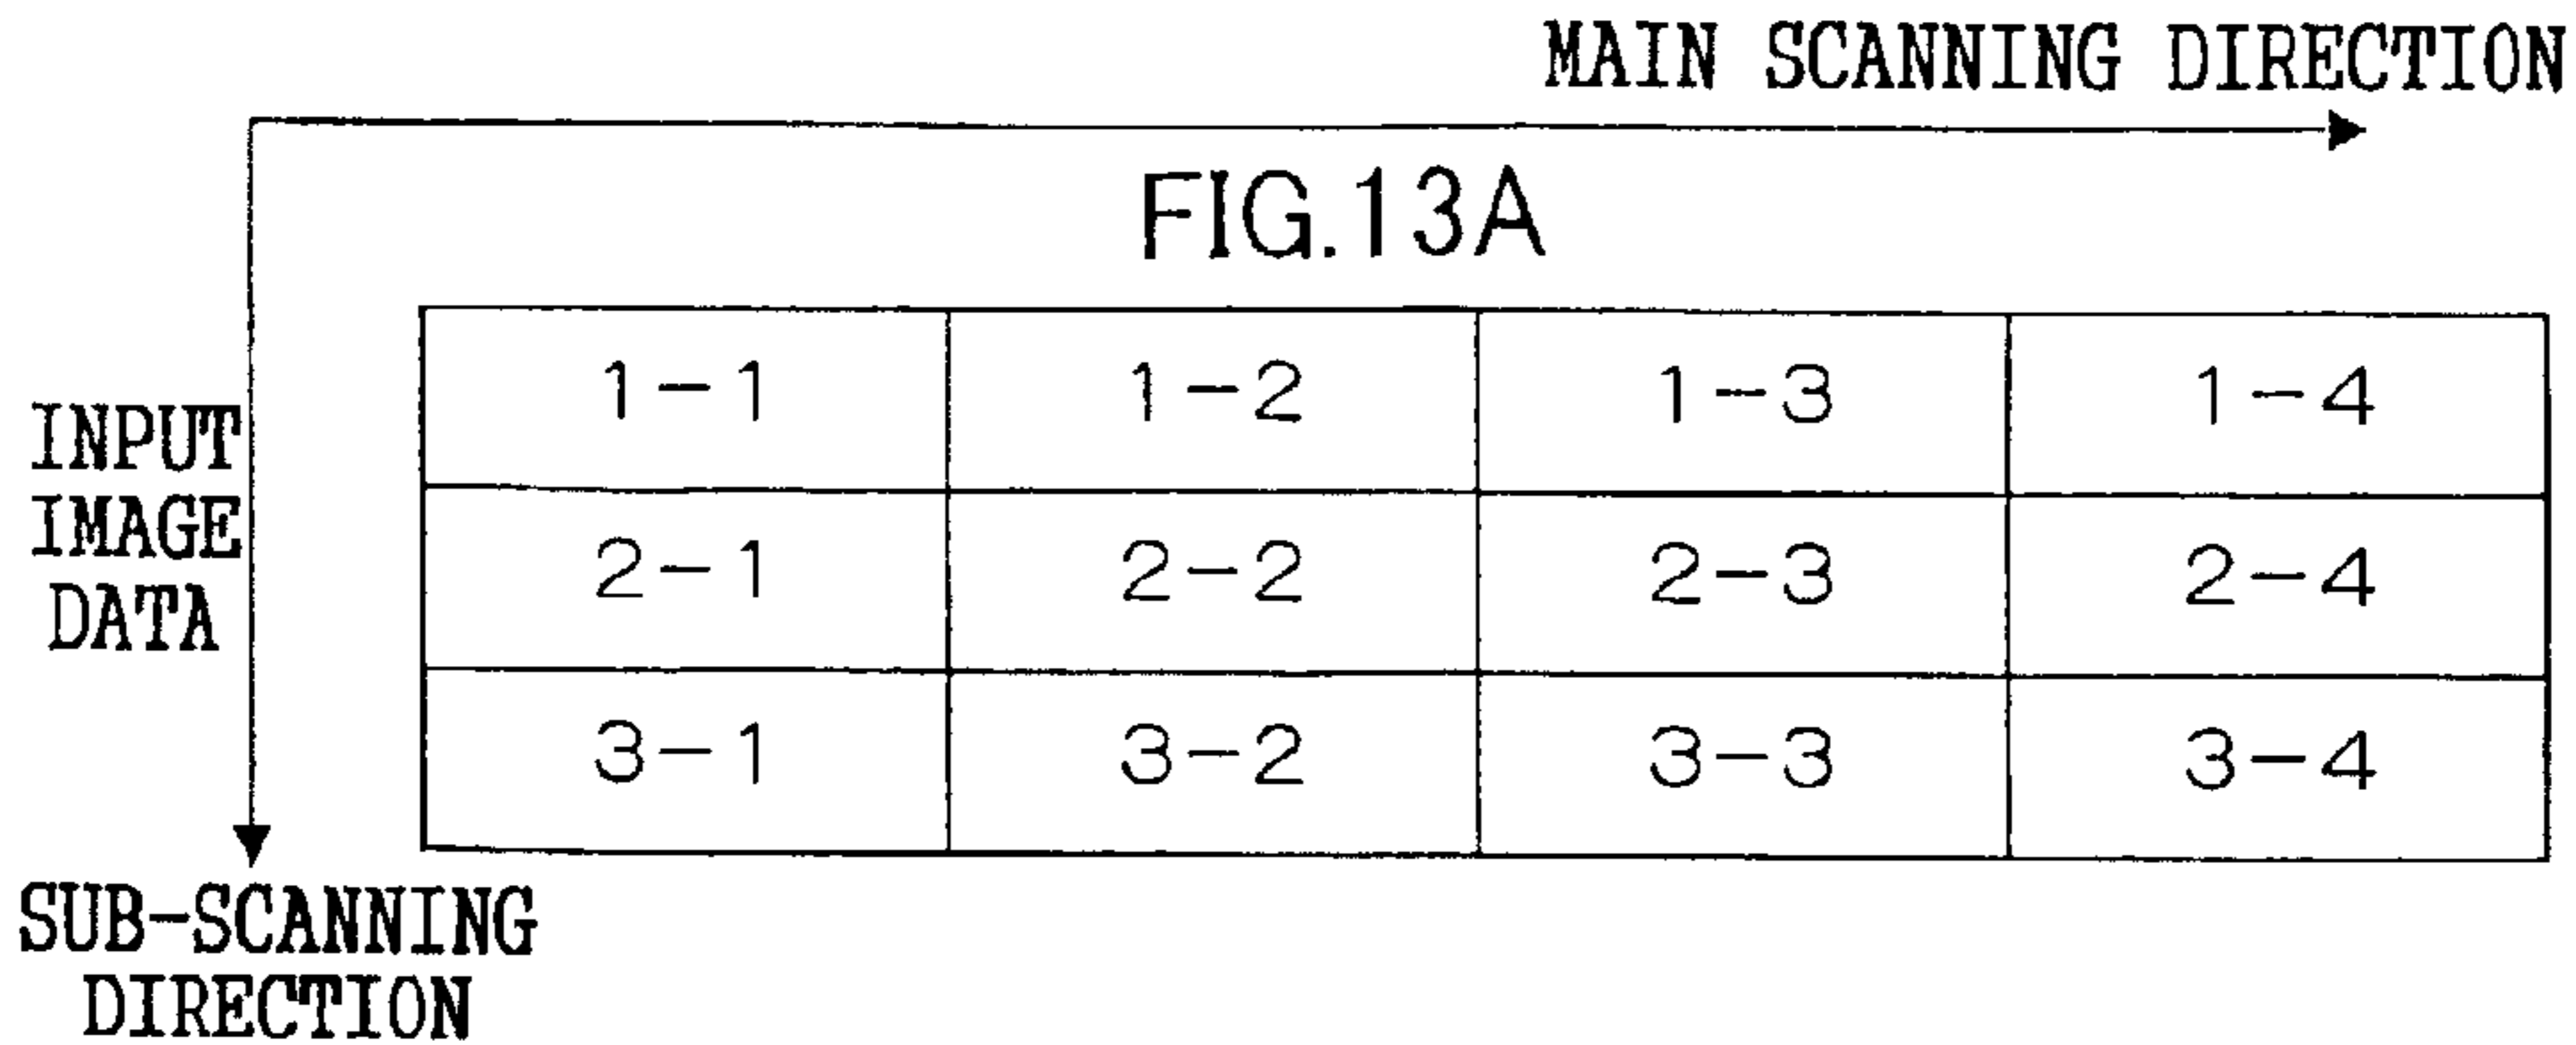 MAIN SCANNING DIRECTION
FIG.13A
INPUT
IMAGE
DATA
1-1 1-2 1-3 1-4
2-1 2-2 2-3 2-4
3-1 3-2 3-3 3-4
SUB-SCANNING
DIRECTION